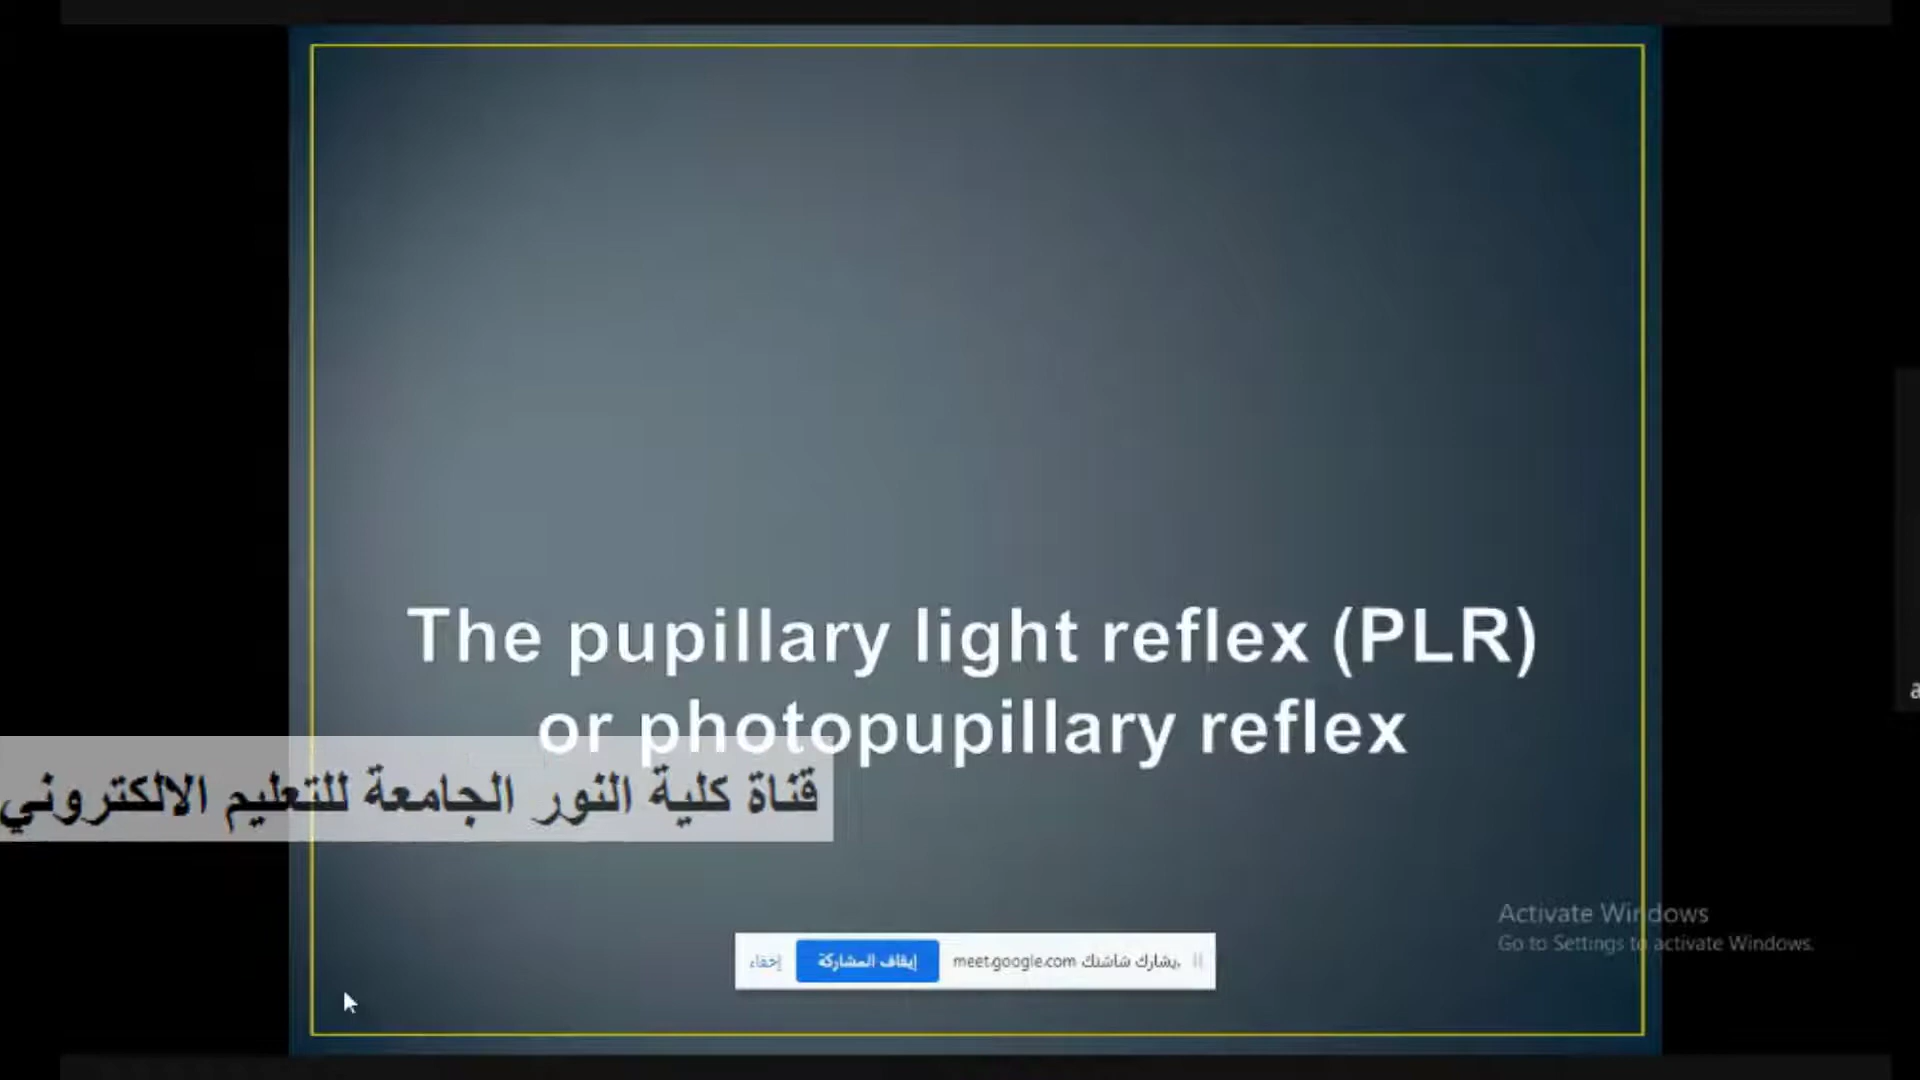 The pupillary light reflex (PLR)
or photopupillary reflex
قناة كلية النور الجامعة للتعليم الالكتروني
Activate Windows
Go to Settings to activate Windows.
يشارك شاشتك meet.google.com.
إيقاف المشاركة
إخفاء
a